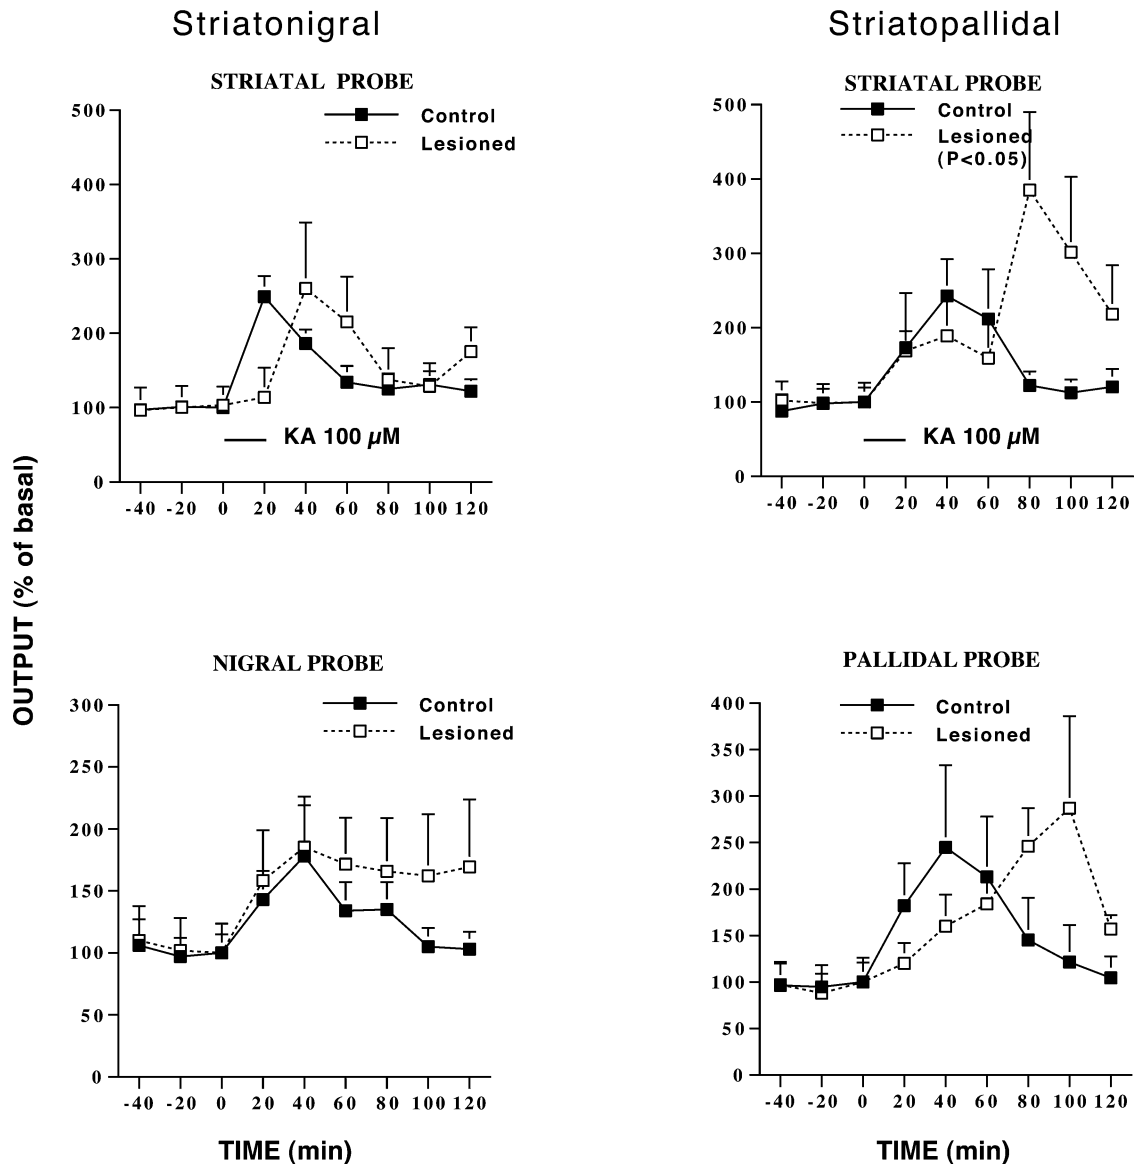 Striatonigral
Striatopallidal
STRIATAL PROBE
Control
Lesioned
500
400
300
200
100
0
KA 100 µM
-40 -20 0 20 40 60 80 100 120
STRIATAL PROBE
Control
Lesioned
(P<0.05)
500
400
300
200
100
0
KA 100 µM
-40 -20 0 20 40 60 80 100 120
OUTPUT (% of basal)
NIGRAL PROBE
Control
Lesioned
300
250
200
150
100
50
0
-40 -20 0 20 40 60 80 100 120
TIME (min)
PALLIDAL PROBE
Control
Lesioned
400
350
300
250
200
150
100
50
0
-40 -20 0 20 40 60 80 100 120
TIME (min)